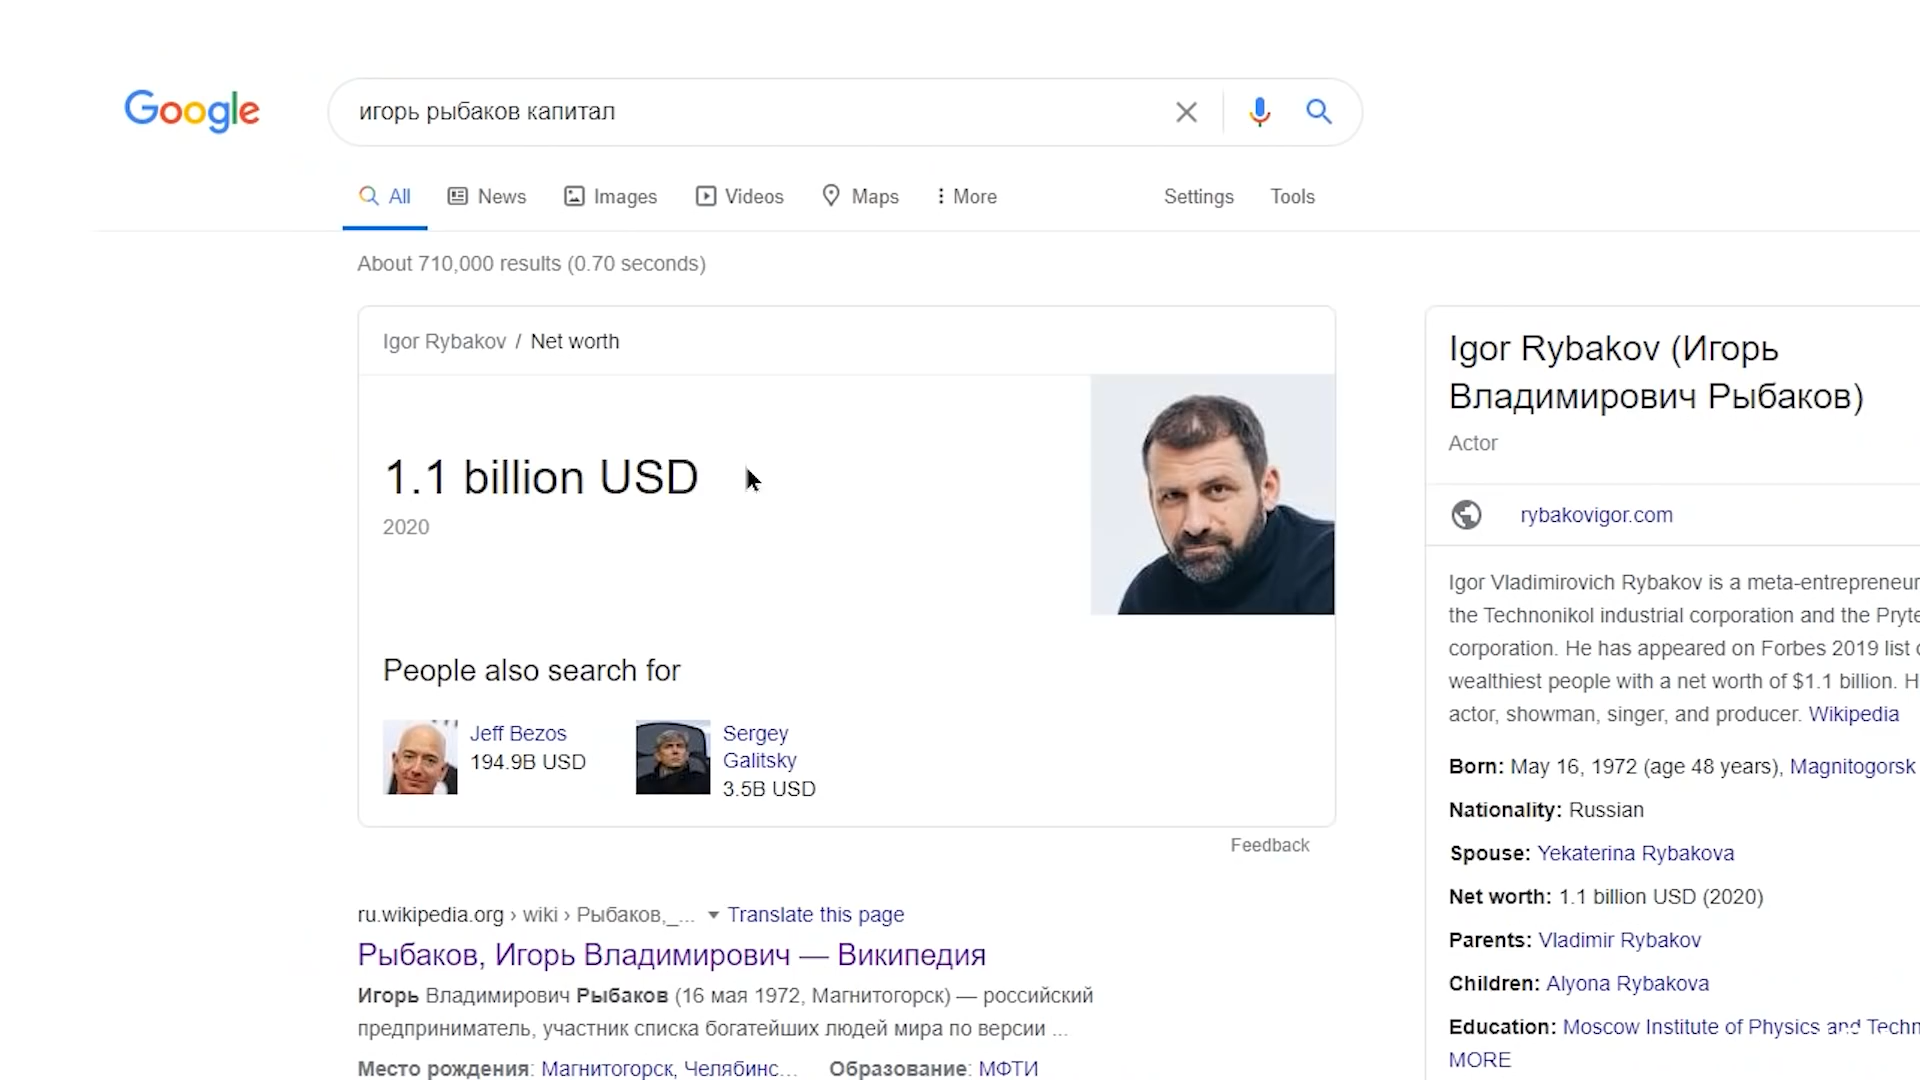 Google
игорь рыбаков капитал
All
News
Images
Videos
Maps
More
Settings
Tools
About 710,000 results (0.70 seconds)
Igor Rybakov / Net worth
1.1 billion USD
2020
People also search for
Jeff Bezos
194.9B USD
Sergey
Galitsky
3.5B USD
Feedback
ru.wikipedia.org › wiki › Рыбаков,_... Translate this page
Рыбаков, Игорь Владимирович — Википедия
Игорь Владимирович Рыбаков (16 мая 1972, Магнитогорск) — российский
предприниматель, участник списка богатейших людей мира по версии ...
Место рождения: Магнитогорск, Челябинс... Образование: МФТИ
Igor Rybakov (Игорь
Владимирович Рыбаков)
Actor
rybakovigor.com
Igor Vladimirovich Rybakov is a meta-entrepreneur
the Technonikol industrial corporation and the Pryte
corporation. He has appeared on Forbes 2019 list
wealthiest people with a net worth of $1.1 billion. H
actor, showman, singer, and producer. Wikipedia
Born: May 16, 1972 (age 48 years), Magnitogorsk
Nationality: Russian
Spouse: Yekaterina Rybakova
Net worth: 1.1 billion USD (2020)
Parents: Vladimir Rybakov
Children: Alyona Rybakova
Education: Moscow Institute of Physics and Techn
MORE